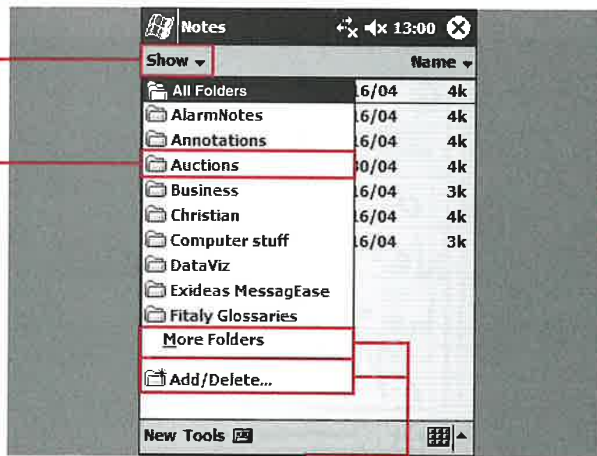 Notes 13:00
Show Name
All Folders 16/04 4k
AlarmNotes 16/04 4k
Annotations 16/04 4k
Auctions 30/04 4k
Business 16/04 3k
Christian 16/04 4k
Computer stuff 16/04 3k
DataViz
Exideas MessagEase
Fitaly Glossaries
More Folders
Add/Delete...
New Tools